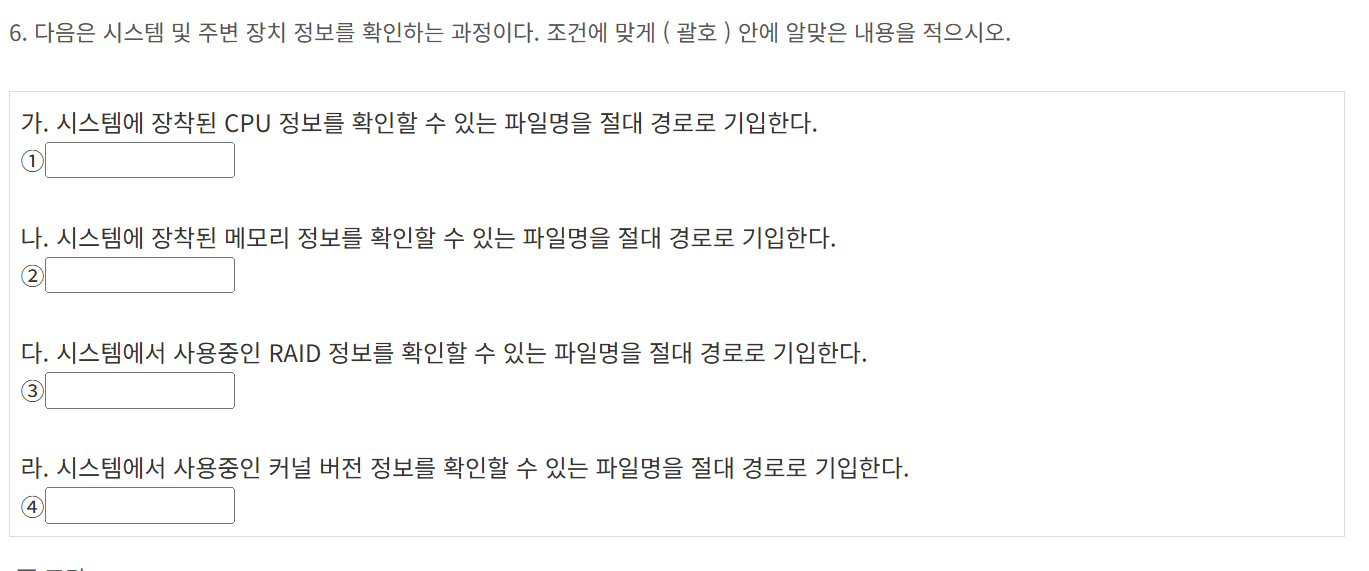 6. 다음은 시스템 및 주변 장치 정보를 확인하는 과정이다. 조건에 맞게 ( 괄호 ) 안에 알맞은 내용을 적으시오.
가. 시스템에 장착된 CPU 정보를 확인할 수 있는 파일명을 절대 경로로 기입한다.
①
나. 시스템에 장착된 메모리 정보를 확인할 수 있는 파일명을 절대 경로로 기입한다.
②
다. 시스템에서 사용중인 RAID 정보를 확인할 수 있는 파일명을 절대 경로로 기입한다.
③
라. 시스템에서 사용중인 커널 버전 정보를 확인할 수 있는 파일명을 절대 경로로 기입한다.
④